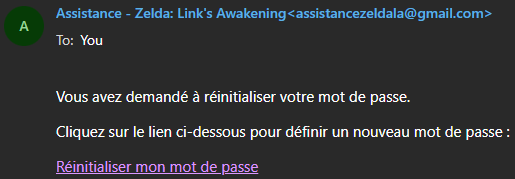 A
Assistance - Zelda: Link's Awakening<assistancezeldala@gmail.com>
To: You
Vous avez demandé à réinitialiser votre mot de passe.
Cliquez sur le lien ci-dessous pour définir un nouveau mot de passe :
Réinitialiser mon mot de passe